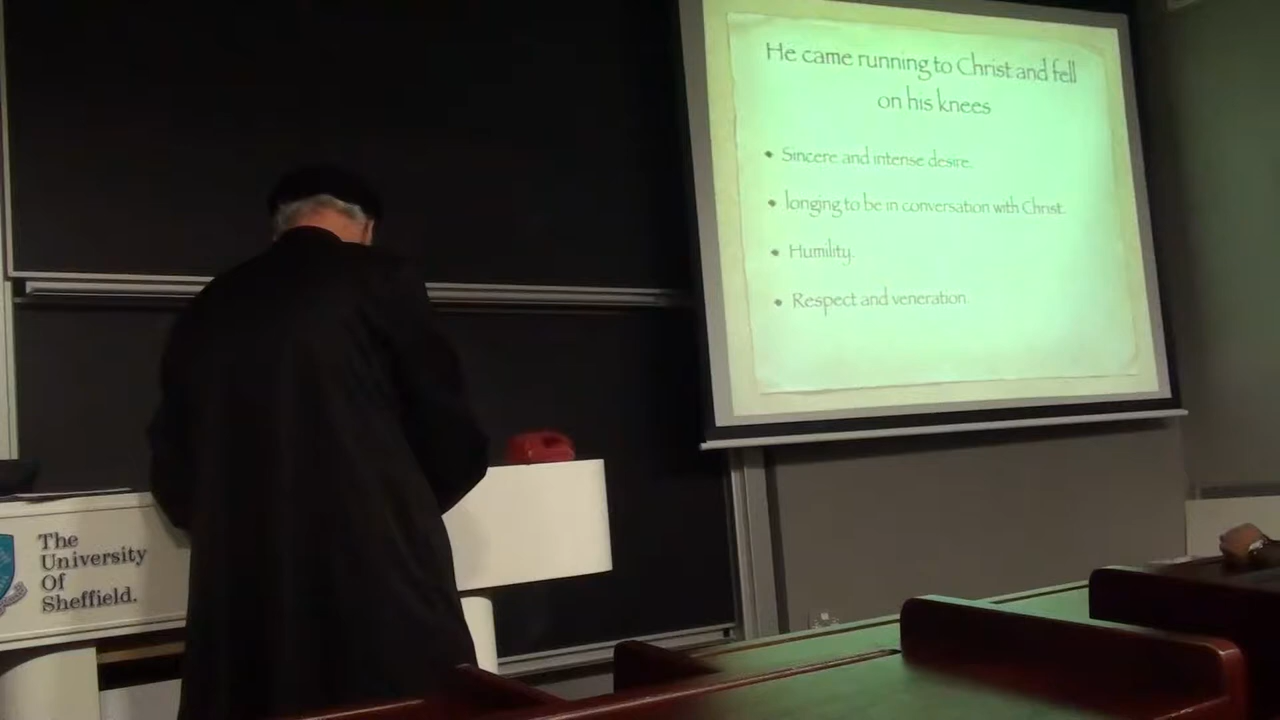 He came running to Christ and fell
on his knees
• Sincere and intense desire.
• longing to be in conversation with Christ.
• Humility.
• Respect and veneration.
The
University
Of
Sheffield.